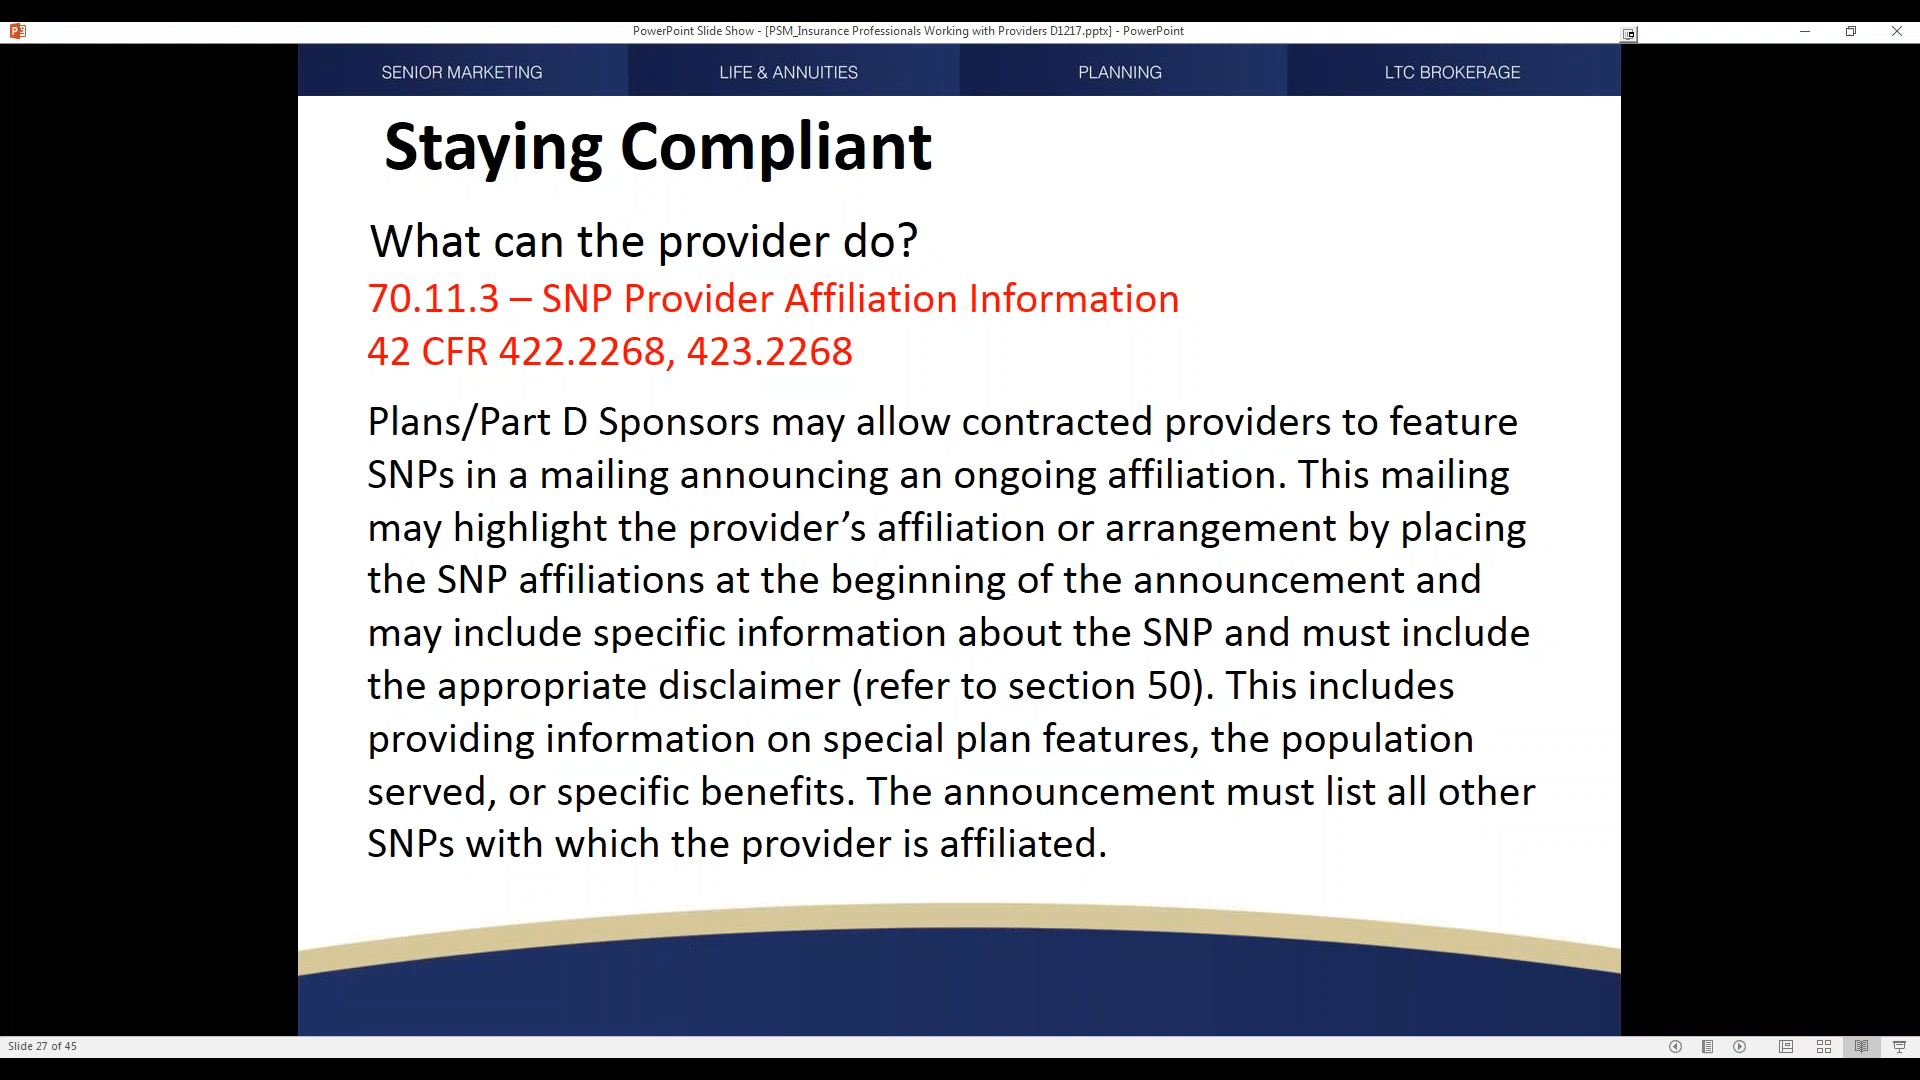 PowerPoint Slide Show - [PSM_Insurance Professionals Working with Providers D1217.pptx] - PowerPoint
SENIOR MARKETING
LIFE & ANNUITIES
PLANNING
LTC BROKERAGE
Staying Compliant
What can the provider do?
70.11.3 – SNP Provider Affiliation Information
42 CFR 422.2268, 423.2268
Plans/Part D Sponsors may allow contracted providers to feature
SNPs in a mailing announcing an ongoing affiliation. This mailing
may highlight the provider’s affiliation or arrangement by placing
the SNP affiliations at the beginning of the announcement and
may include specific information about the SNP and must include
the appropriate disclaimer (refer to section 50). This includes
providing information on special plan features, the population
served, or specific benefits. The announcement must list all other
SNPs with which the provider is affiliated.
Slide 27 of 45